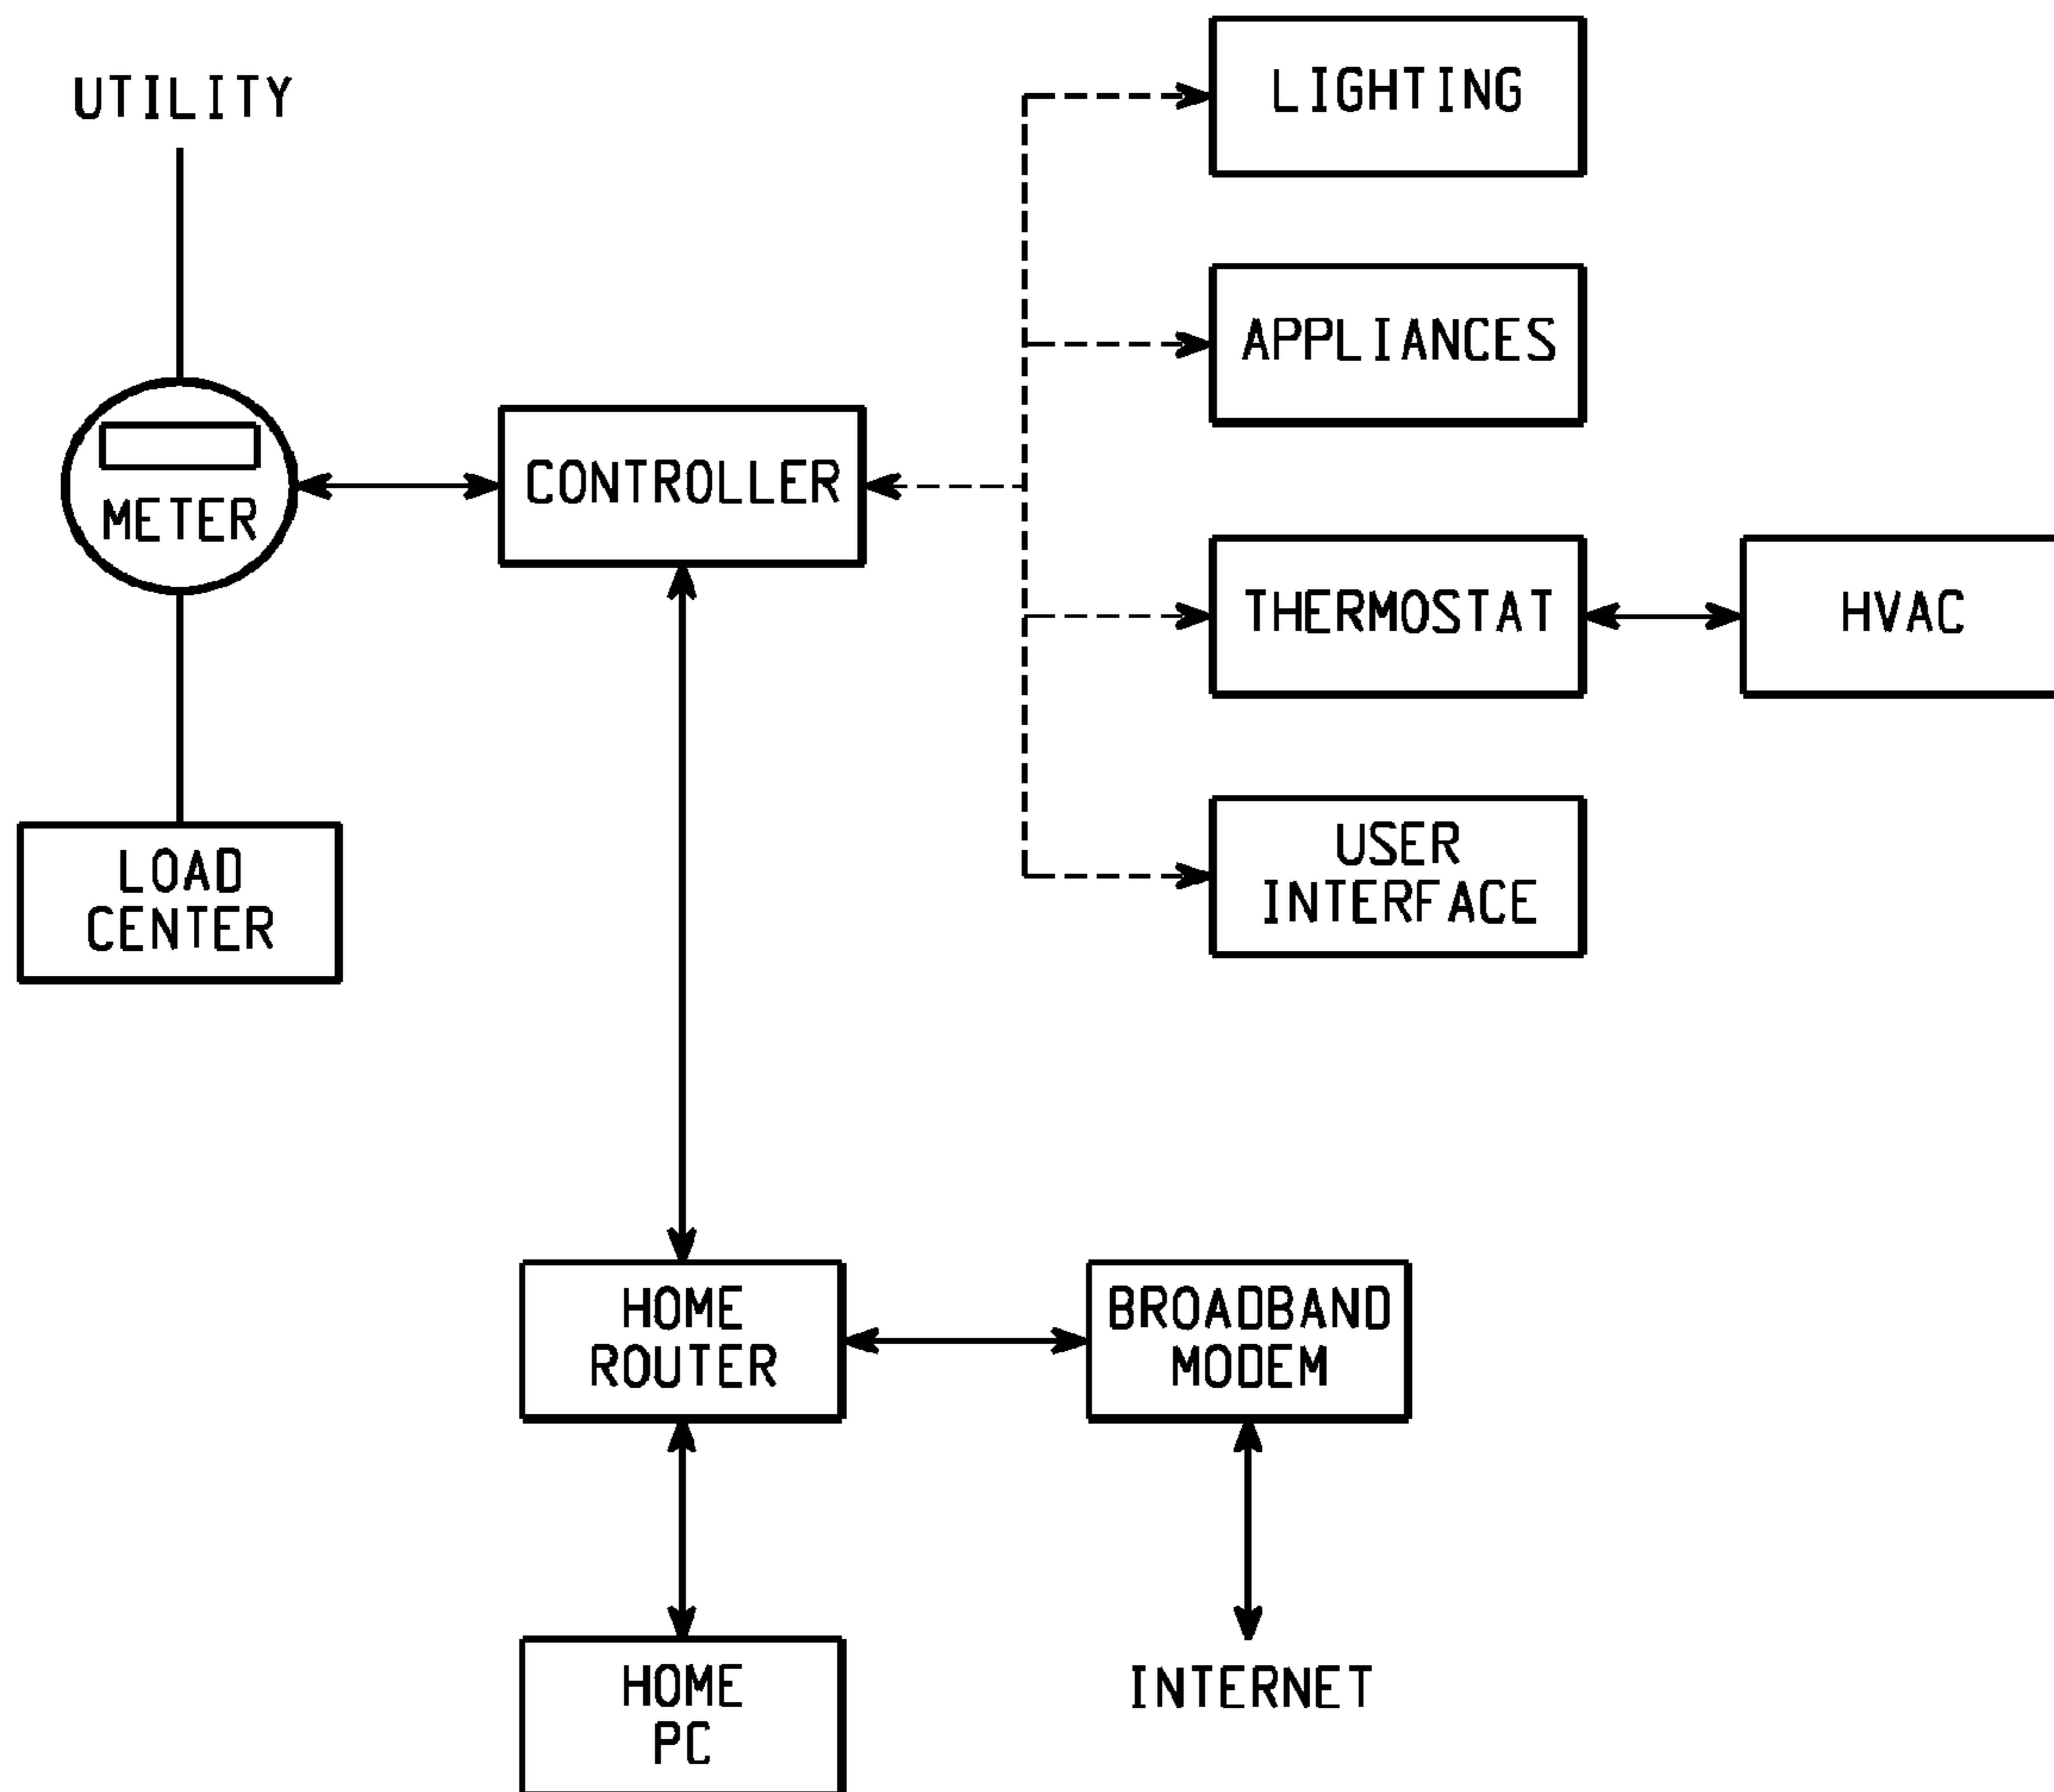 UTILITY
LIGHTING
APPLIANCES
METER
CONTROLLER
THERMOSTAT
HVAC
LOAD
CENTER
USER
INTERFACE
HOME
ROUTER
BROADBAND
MODEM
HOME
PC
INTERNET